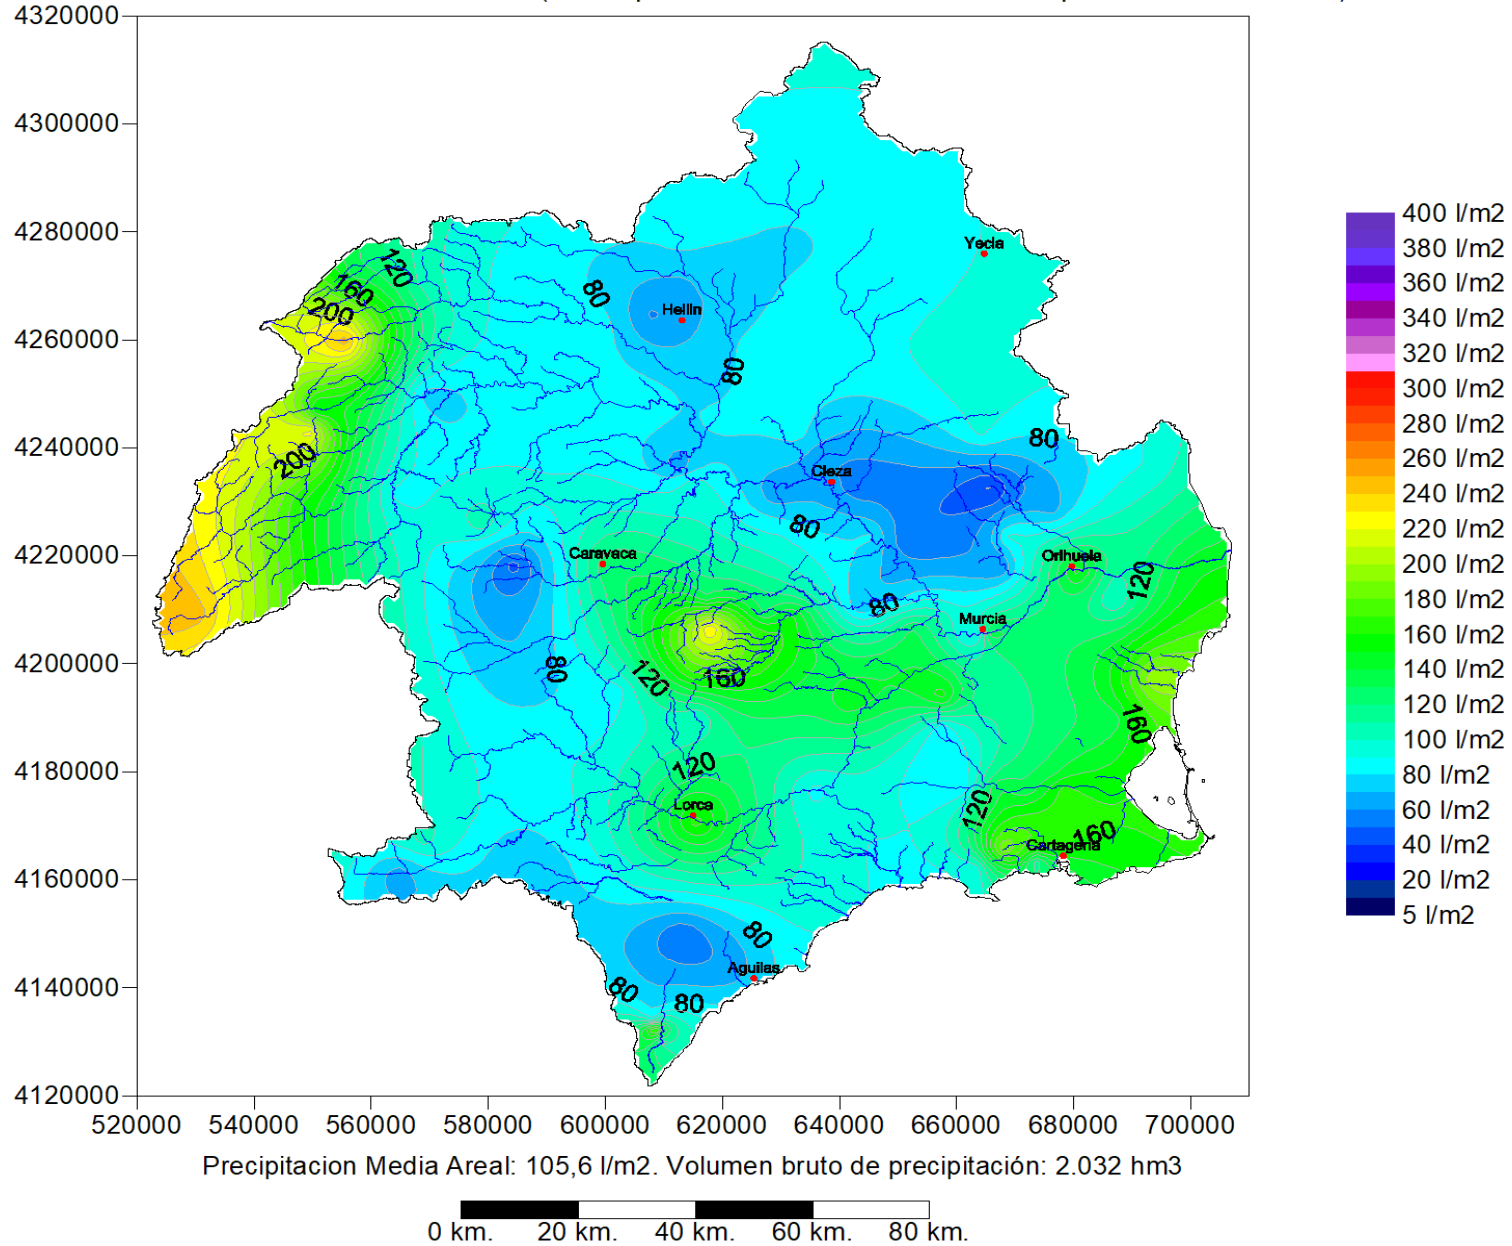 4320000
4300000
4280000
4260000
4240000
4220000
4200000
4180000
4160000
4140000
4120000
520000 540000 560000 580000 600000 620000 640000 660000 680000 700000
Yecla
120
160
200
80
Hellin
80
200
80
Cieza
80
Caravaca
Orihuela
120
80
Murcia
80
120
160
160
120
Lorca
120
160
Cartagena
80
Aguilas
80
80
400 l/m2
380 l/m2
360 l/m2
340 l/m2
320 l/m2
300 l/m2
280 l/m2
260 l/m2
240 l/m2
220 l/m2
200 l/m2
180 l/m2
160 l/m2
140 l/m2
120 l/m2
100 l/m2
80 l/m2
60 l/m2
40 l/m2
20 l/m2
5 l/m2
Precipitacion Media Areal: 105,6 l/m2. Volumen bruto de precipitación: 2.032 hm3
0 km. 20 km. 40 km. 60 km. 80 km.